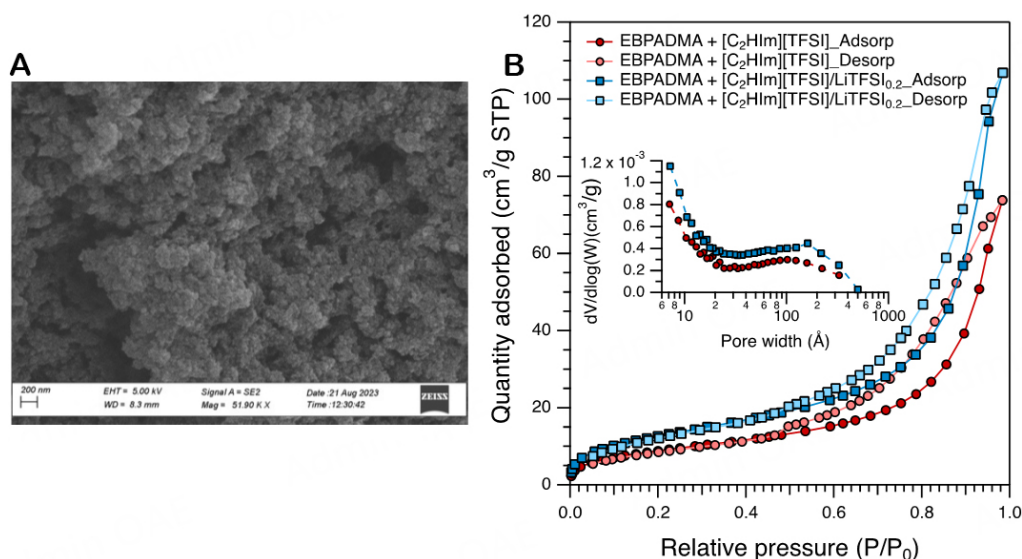 A
200 nm
EHT = 5.00 kV
Signal A = SE2
Date :21 Aug 2023
ZEISS
WD = 8.3 mm
Mag = 51.90 K X
Time :12:30:42
B
120
100
80
60
40
20
0
Quantity adsorbed (cm³/g STP)
EBPADMA + [C₂HIm][TFSI]_Adsorp
EBPADMA + [C₂HIm][TFSI]_Desorp
EBPADMA + [C₂HIm][TFSI]/LiTFSI₀.₂_Adsorp
EBPADMA + [C₂HIm][TFSI]/LiTFSI₀.₂_Desorp
1.2 x 10⁻³
1.0
0.8
0.6
0.4
0.2
0.0
dV/dlog(W)(cm³/g)
6 8 10 2 4 6 8 100 2 4 6 8 1000
Pore width (Å)
0.0 0.2 0.4 0.6 0.8 1.0
Relative pressure (P/P₀)